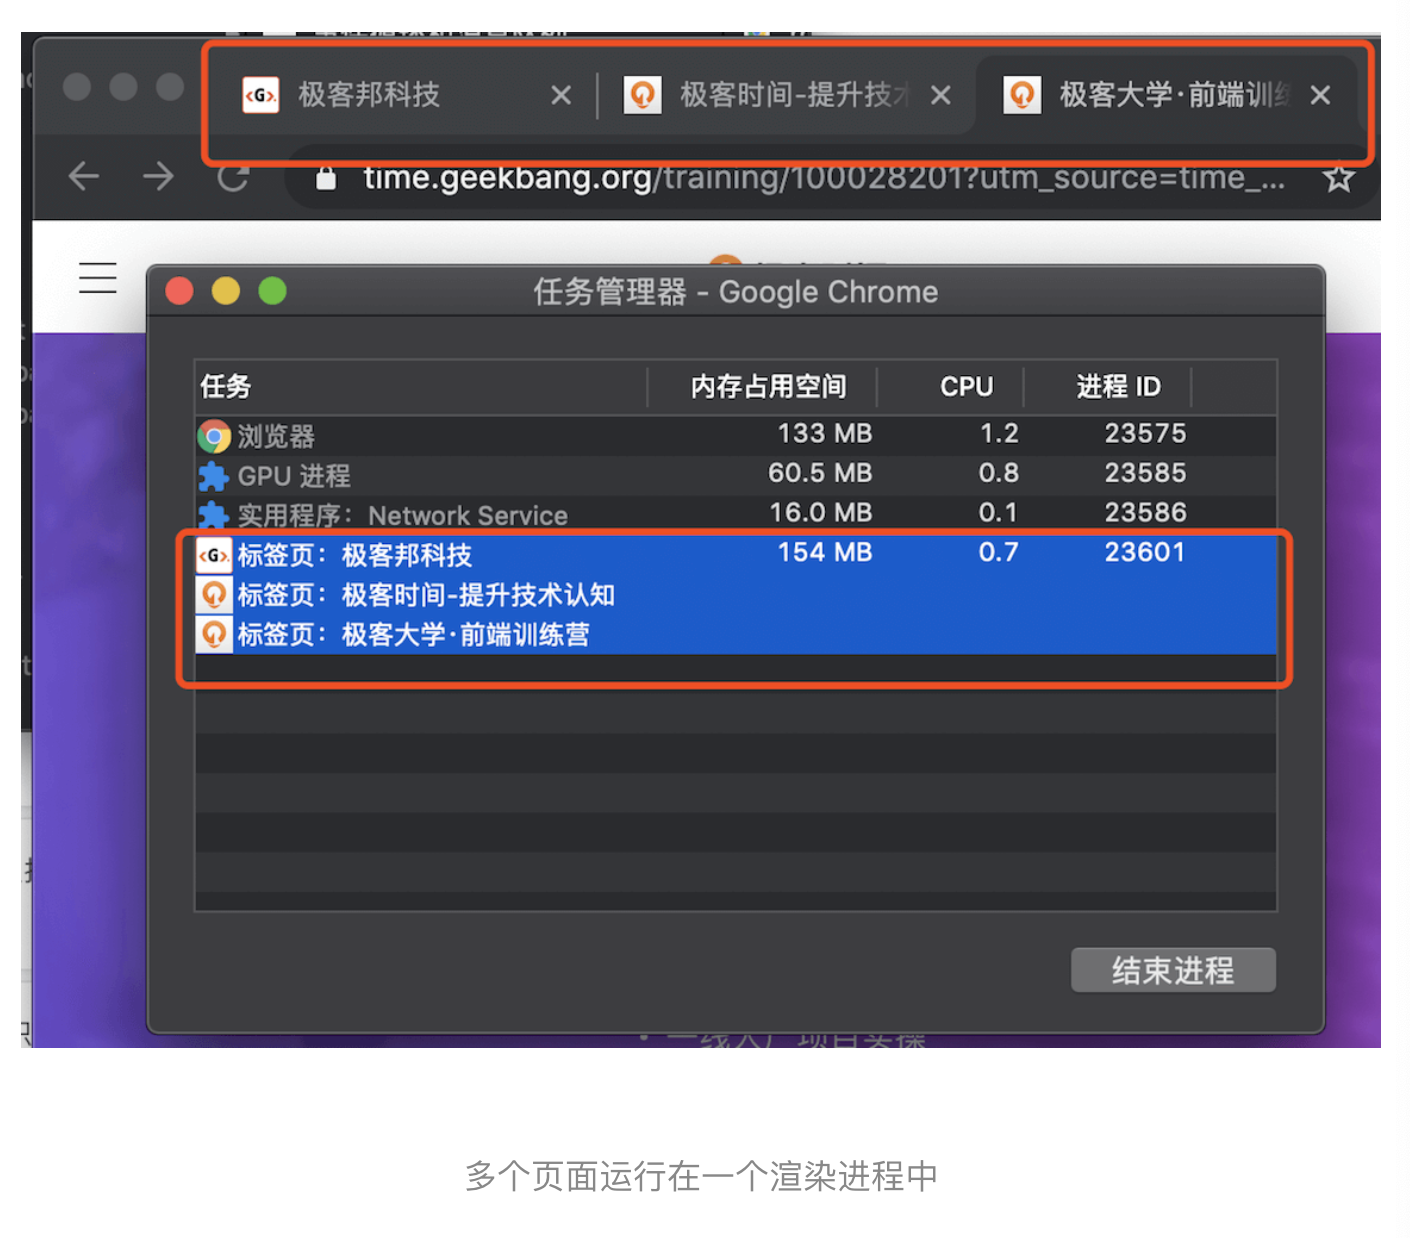 <G>. 极客邦科技
极客时间-提升技术
极客大学·前端训练
time.geekbang.org/training/100028201?utm_source=time_...
任务管理器 - Google Chrome
任务 内存占用空间 CPU 进程 ID
浏览器 133 MB 1.2 23575
GPU 进程 60.5 MB 0.8 23585
实用程序：Network Service 16.0 MB 0.1 23586
<G>. 标签页：极客邦科技 154 MB 0.7 23601
标签页：极客时间-提升技术认知
标签页：极客大学·前端训练营
结束进程
多个页面运行在一个渲染进程中